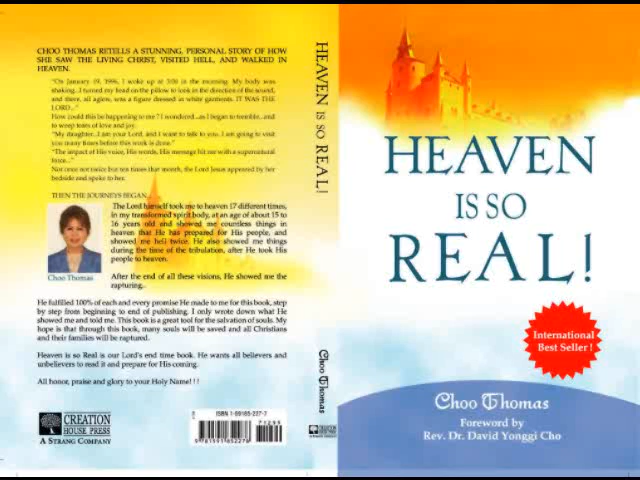 CHOO THOMAS RETELLS A STUNNING, PERSONAL STORY OF HOW
SHE SAW THE LIVING CHRIST, VISITED HELL, AND WALKED IN
HEAVEN.
"On January 19, 1996, I woke up at 3:00 in the morning. My body was
shaking. I turned my head on the pillow to look in the direction of the sound,
and there, all aglow, was a figure dressed in white garments. IT WAS THE
LORD..."
How could this be happening to me? I wondered...as I began to tremble...and
to weep tears of love and joy.
"My daughter...I am your Lord, and I want to talk to you. I am going to visit
you many times before this work is done."
"The impact of His voice, His words, His message hit me with a supernatural
force..."
Not once not twice but ten times that month, the Lord Jesus appeared by her
bedside and spoke to her.
THEN THE JOURNEYS BEGAN...
The Lord himself took me to heaven 17 different times,
in my transformed spirit body, at an age of about 15 to
16 years old and showed me countless things in
heaven that He has prepared for His people, and
showed me hell twice. He also showed me things
during the time of the tribulation, after He took His
people to heaven.
After the end of all these visions, He showed me the
rapturing..
Choo Thomas
He fulfilled 100% of each and every promise He made to me for this book, step
by step from beginning to end of publishing. I only wrote down what He
showed me and told me. This book is a great tool for the salvation of souls. My
hope is that through this book, many souls will be saved and all Christians
and their families will be raptured.
Heaven is so Real is our Lord's end time book. He wants all believers and
unbelievers to read it and prepare for His coming.
All honor, praise and glory to your Holy Name! ! !
CREATION
HOUSE PRESS
A STRANG COMPANY
ISBN 1-59185-227-7
HEAVEN IS SO REAL!
Choo Thomas
CREATION
HOUSE PRESS
HEAVEN
IS SO
REAL!
International
Best Seller !
Choo Thomas
Foreword by
Rev. Dr. David Yonggi Cho